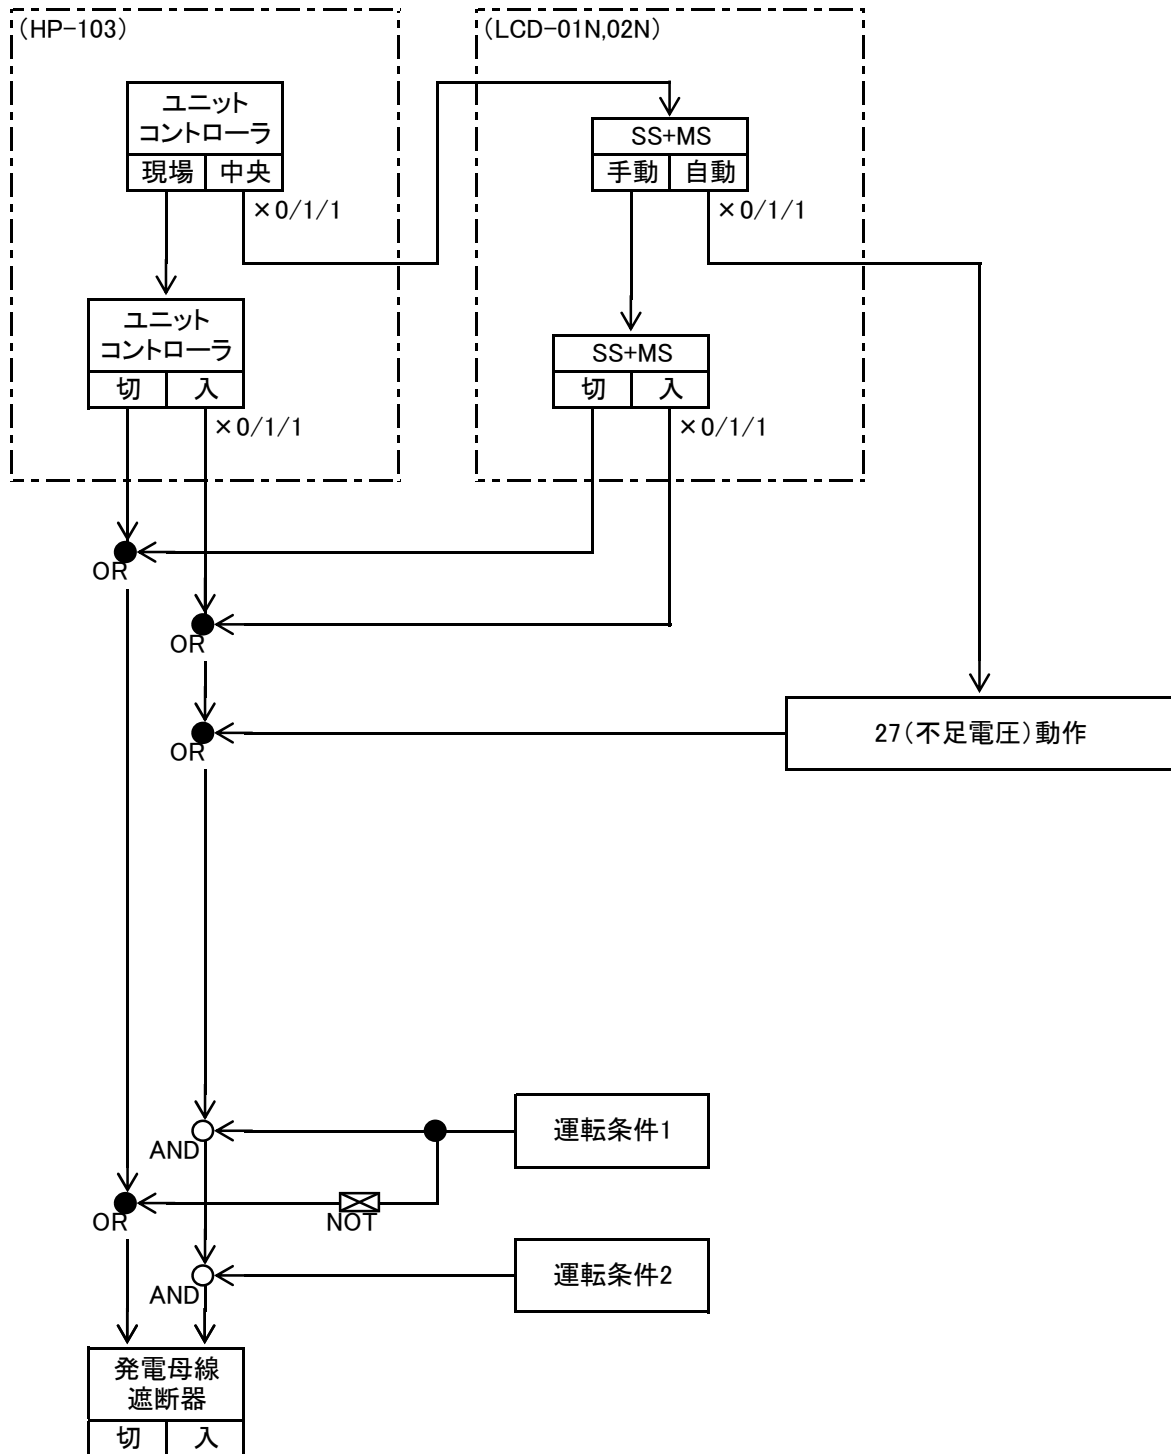 (HP-103)
(LCD-01N,02N)
ユニット
コントローラ
現場 中央
×0/1/1
SS+MS
手動 自動
×0/1/1
ユニット
コントローラ
切 入
×0/1/1
SS+MS
切 入
×0/1/1
OR
OR
27(不足電圧)動作
OR
運転条件1
AND
OR
NOT
運転条件2
AND
発電母線
遮断器
切 入